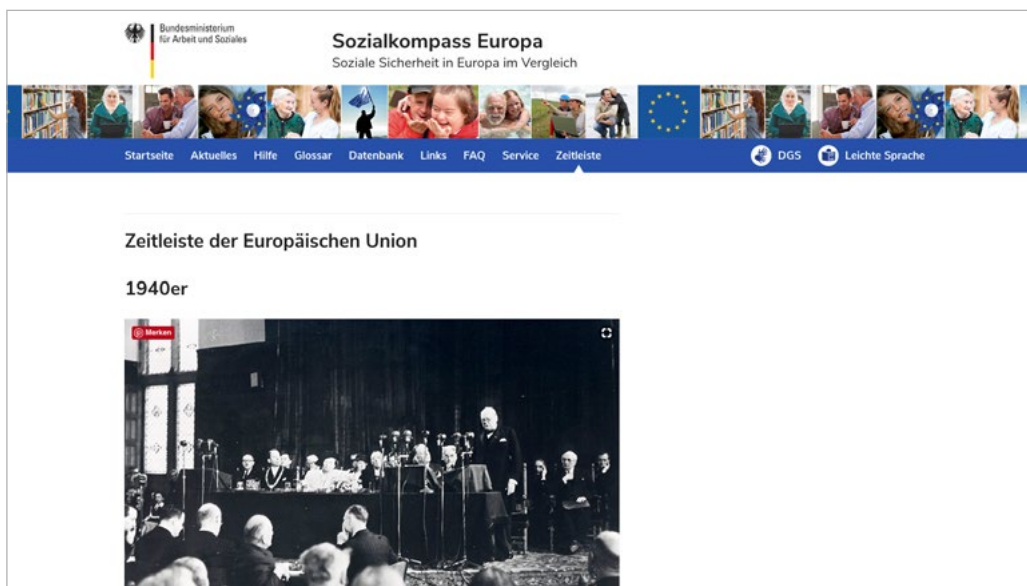 Bundesministerium
für Arbeit und Soziales
Sozialkompass Europa
Soziale Sicherheit in Europa im Vergleich
Startseite Aktuelles Hilfe Glossar Datenbank Links FAQ Service Zeitleiste DGS Leichte Sprache
Zeitleiste der Europäischen Union
1940er
Merken